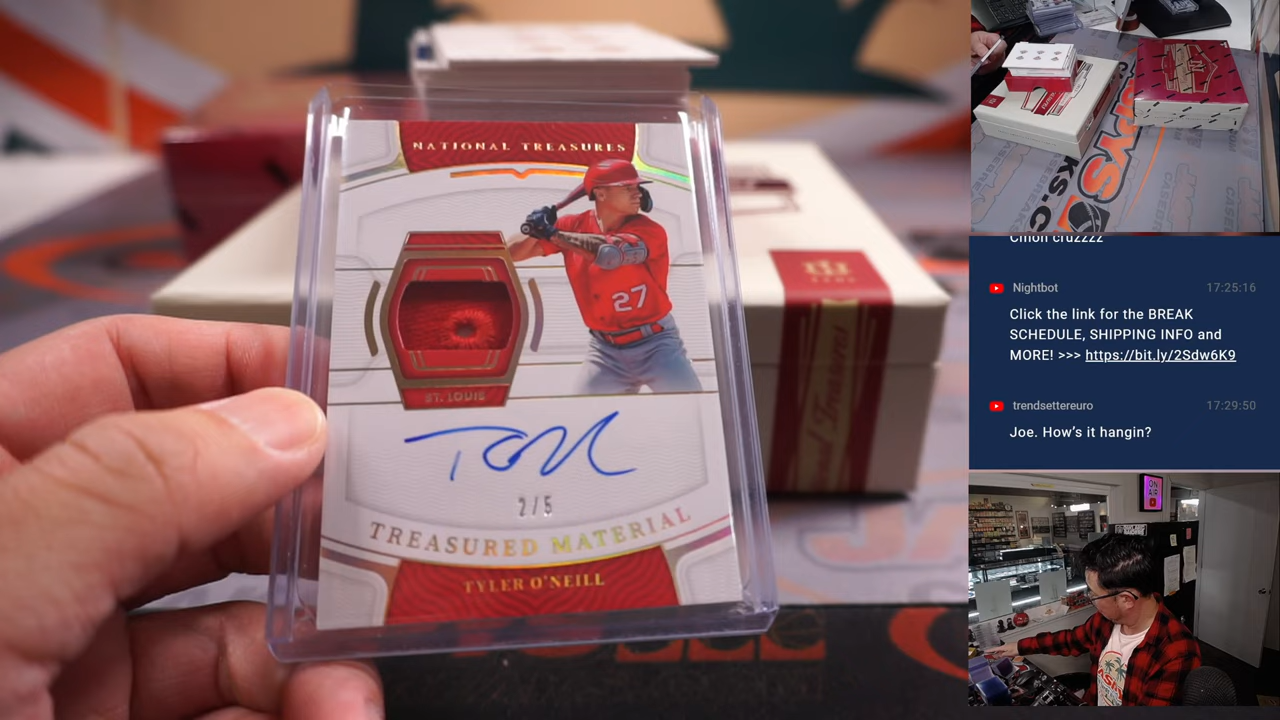 NATIONAL TREASURES
27
ST. LOUIS
2/5
TREASURED MATERIAL
TYLER O'NEILL
Cmon cruzzzz
Nightbot
17:25:16
Click the link for the BREAK
SCHEDULE, SHIPPING INFO and
MORE! >>> https://bit.ly/2Sdw6K9
trendsettereuro
17:29:50
Joe. How's it hangin?
ON
AIR